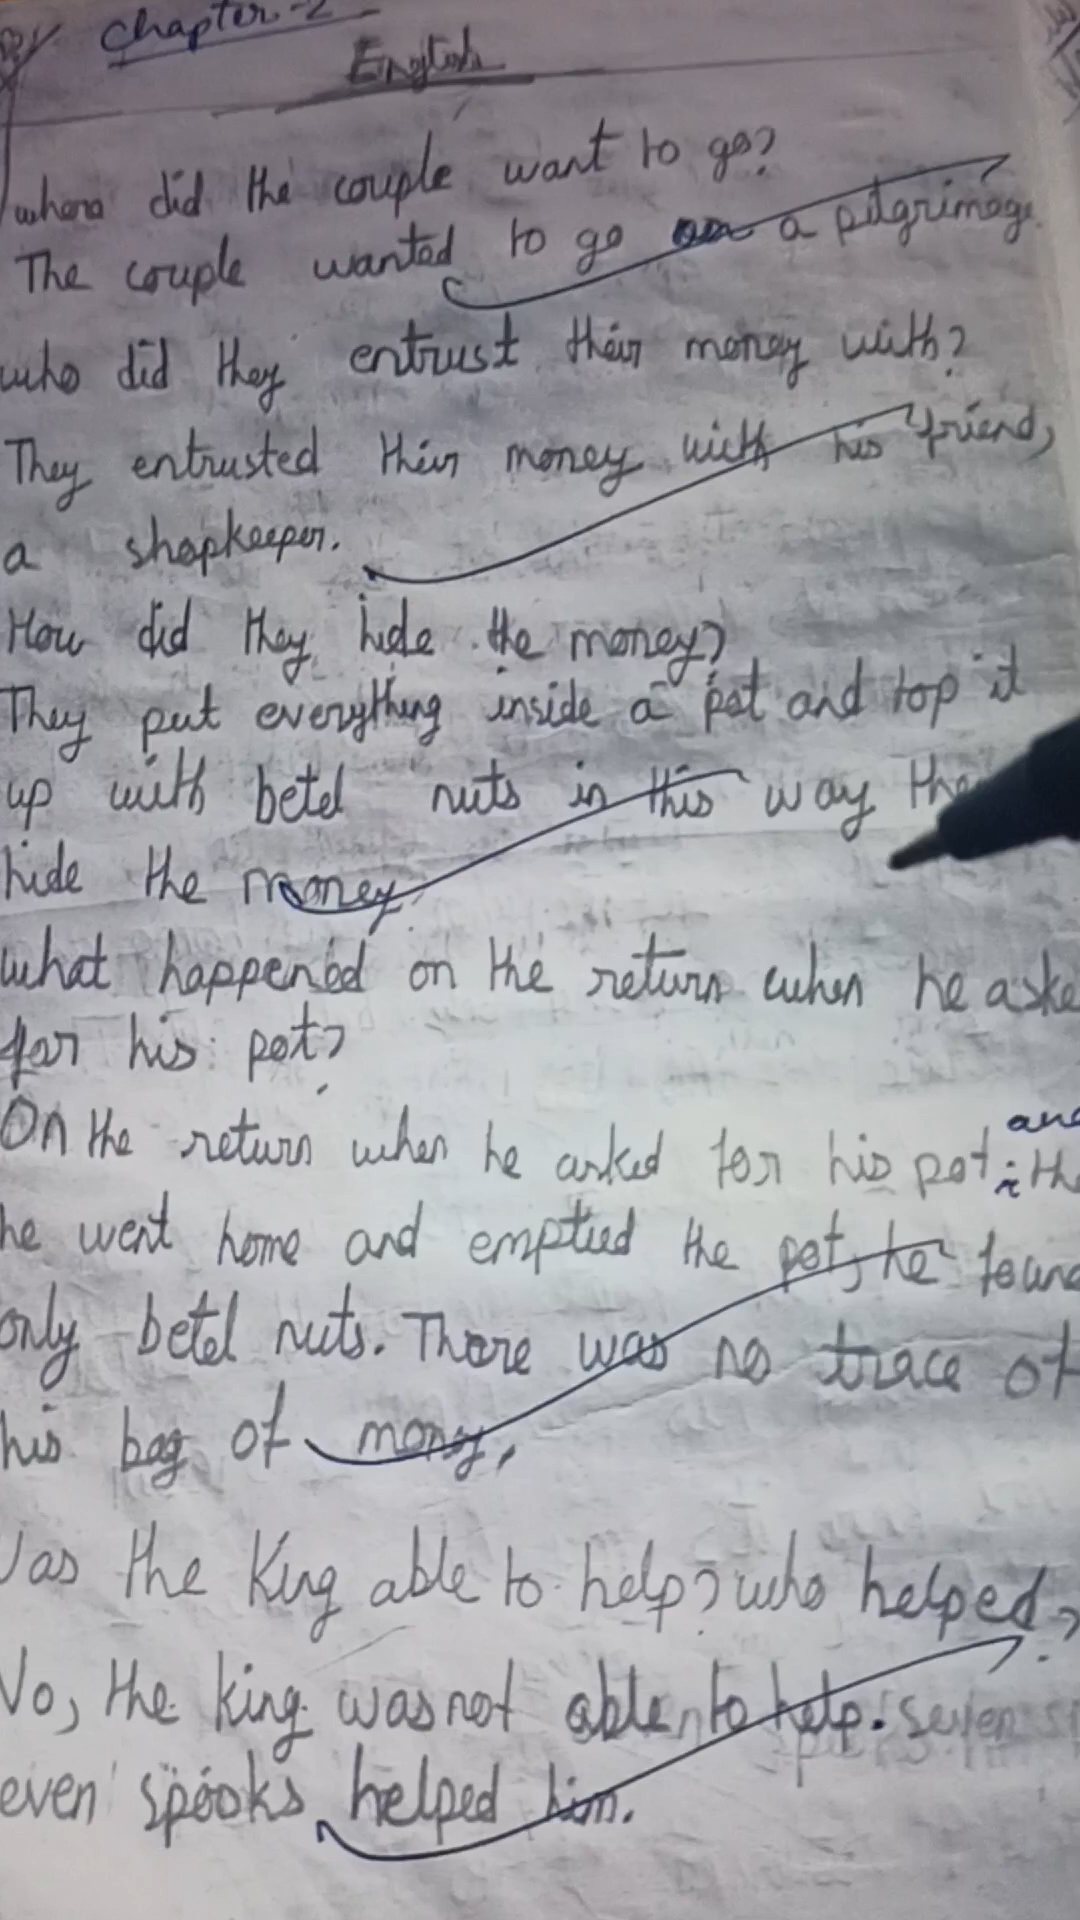 Chapter-2
English
where did the couple want to go?
The couple wanted to go on a pilgrimage.
who did they entrust their money with?
They entrusted their money with his friend,
a shopkeeper.
How did they hide the money?
They put everything inside a pot and top it
up with betel nuts in this way the
hide the money.
what happened on the return when he aske
for his pot?
and
On the return when he asked for his pot, the
he went home and emptied the pot, he foun
only betel nuts. There was no trace of
his bag of mony.
as the King able to help? who helped?
No, the king was not able to help. seven
even spooks helped him.